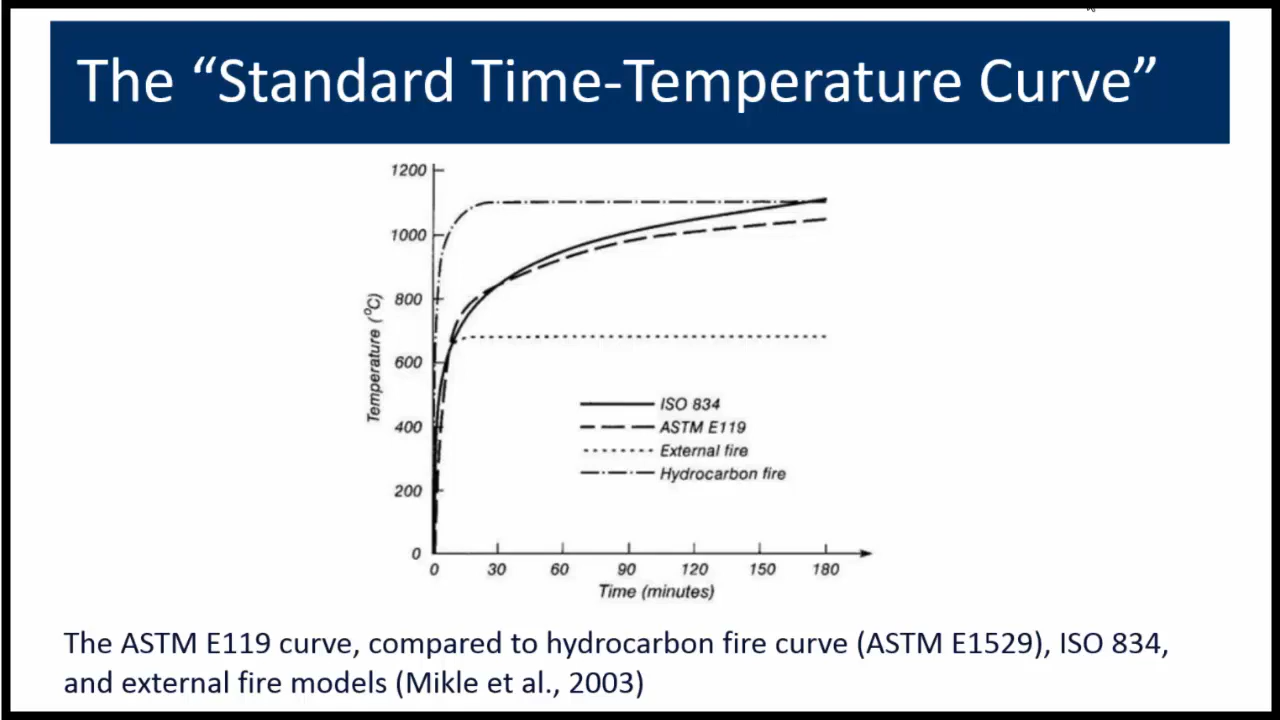 The “Standard Time-Temperature Curve”
1200
1000
800
600
400
200
0
Temperature (°C)
ISO 834
ASTM E119
External fire
Hydrocarbon fire
0 30 60 90 120 150 180
Time (minutes)
The ASTM E119 curve, compared to hydrocarbon fire curve (ASTM E1529), ISO 834,
and external fire models (Mikle et al., 2003)